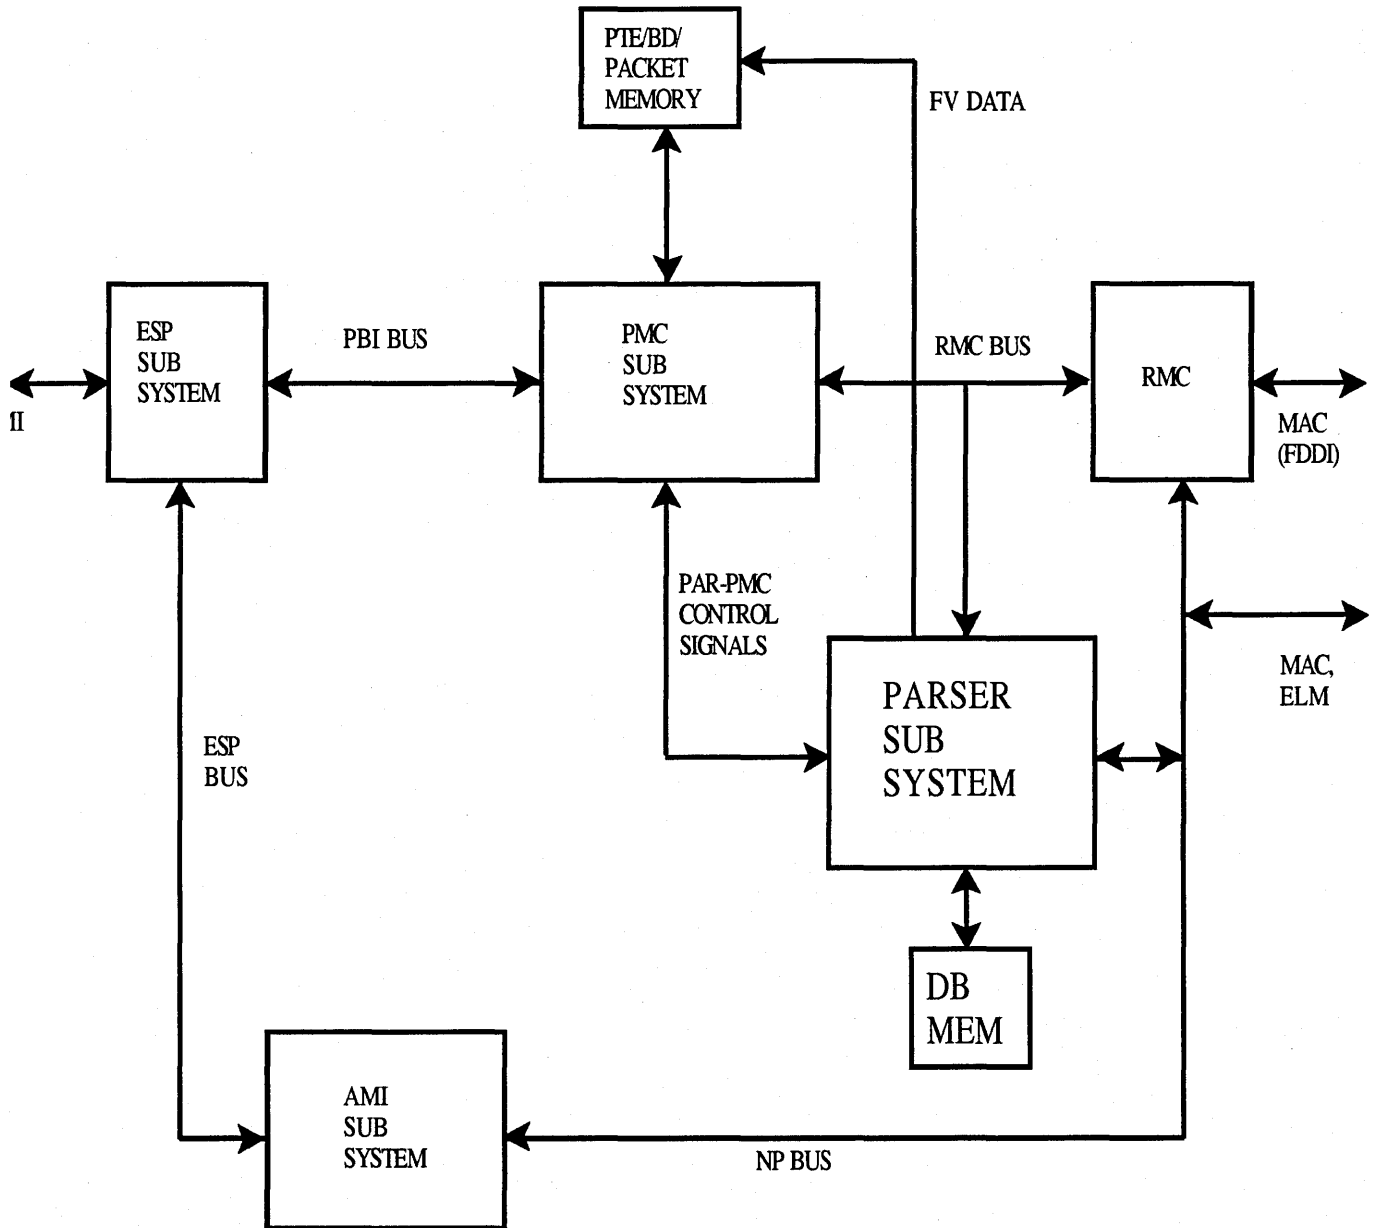 PTE/BD/
PACKET
MEMORY
FV DATA
ESP
SUB
SYSTEM
PBI BUS
PMC
SUB
SYSTEM
RMC BUS
RMC
MAC
(FDDI)
PAR-PMC
CONTROL
SIGNALS
MAC,
ELM
PARSER
SUB
SYSTEM
ESP
BUS
DB
MEM
AMI
SUB
SYSTEM
NP BUS